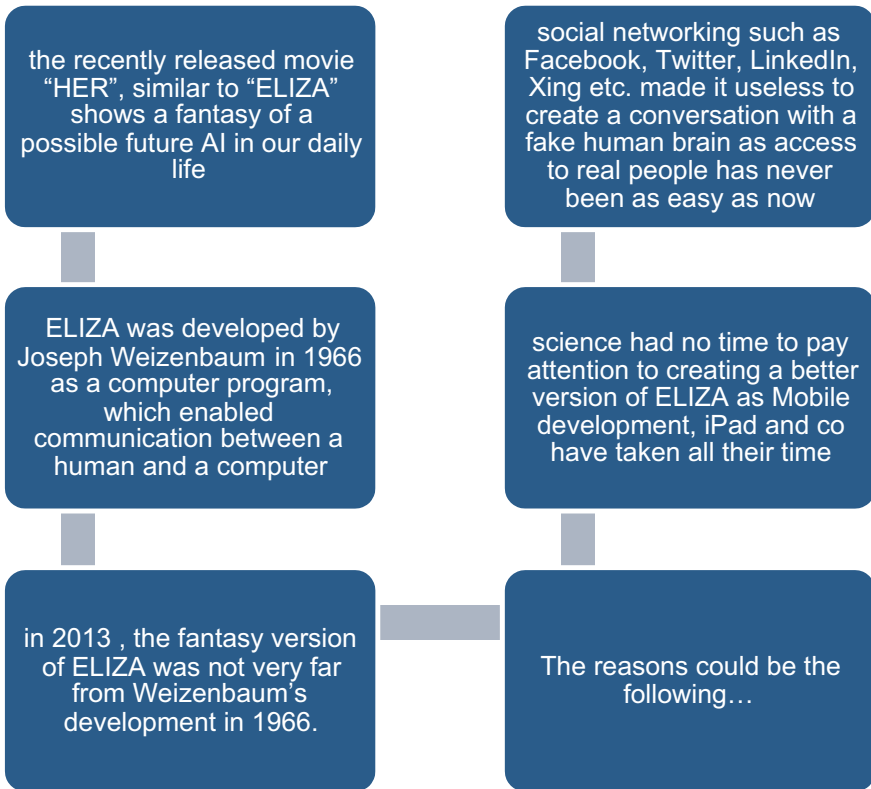 the recently released movie
“HER”, similar to “ELIZA”
shows a fantasy of a
possible future AI in our daily
life
ELIZA was developed by
Joseph Weizenbaum in 1966
as a computer program,
which enabled
communication between a
human and a computer
in 2013 , the fantasy version
of ELIZA was not very far
from Weizenbaum’s
development in 1966.
The reasons could be the
following…
science had no time to pay
attention to creating a better
version of ELIZA as Mobile
development, iPad and co
have taken all their time
social networking such as
Facebook, Twitter, LinkedIn,
Xing etc. made it useless to
create a conversation with a
fake human brain as access
to real people has never
been as easy as now